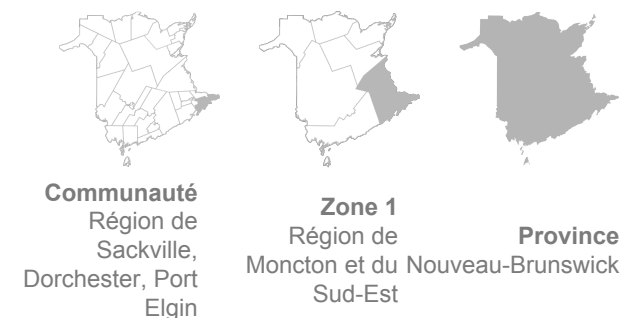 Communauté
Région de
Sackville,
Dorchester, Port
Elgin
Zone 1
Région de
Moncton et du
Sud-Est
Province
Nouveau-Brunswick